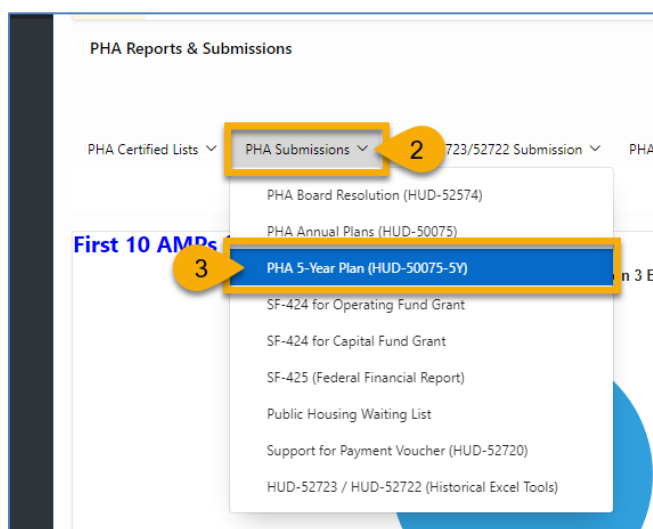 PHA Reports & Submissions
PHA Certified Lists
PHA Submissions
2
723/52722 Submission
PHA
PHA Board Resolution (HUD-52574)
PHA Annual Plans (HUD-50075)
First 10 AMPs
3
PHA 5-Year Plan (HUD-50075-5Y)
n 3 E
SF-424 for Operating Fund Grant
SF-424 for Capital Fund Grant
SF-425 (Federal Financial Report)
Public Housing Waiting List
Support for Payment Voucher (HUD-52720)
HUD-52723 / HUD-52722 (Historical Excel Tools)